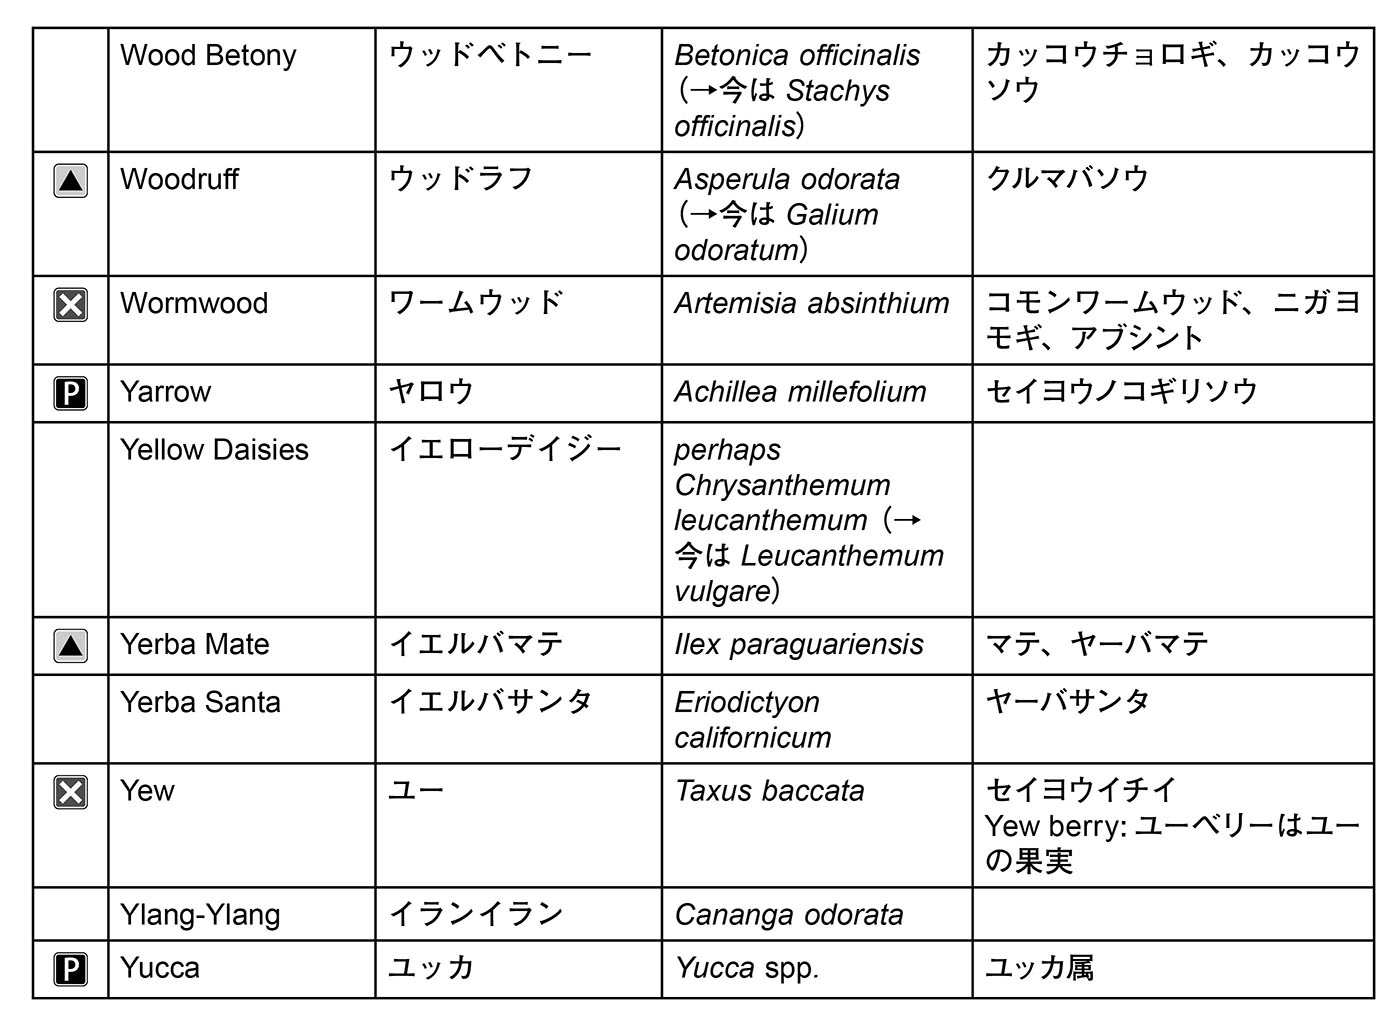 Wood Betony ウッドベトニー Betonica officinalis カッコウチョロギ、カッコウ
（→今は Stachys ソウ
officinalis）
▲ Woodruff ウッドラフ Asperula odorata クルマバソウ
（→今は Galium
odoratum）
X Wormwood ワームウッド Artemisia absinthium コモンワームウッド、ニガヨ
モギ、アブシント
P Yarrow ヤロウ Achillea millefolium セイヨウノコギリソウ
Yellow Daisies イエローデイジー perhaps
Chrysanthemum
leucanthemum（→
今は Leucanthemum
vulgare）
▲ Yerba Mate イエルバマテ Ilex paraguariensis マテ、ヤーバマテ
Yerba Santa イエルバサンタ Eriodictyon ヤーバサンタ
californicum
X Yew ユー Taxus baccata セイヨウイチイ
Yew berry: ユーベリーはユー
の果実
Ylang-Ylang イランイラン Cananga odorata
P Yucca ユッカ Yucca spp. ユッカ属